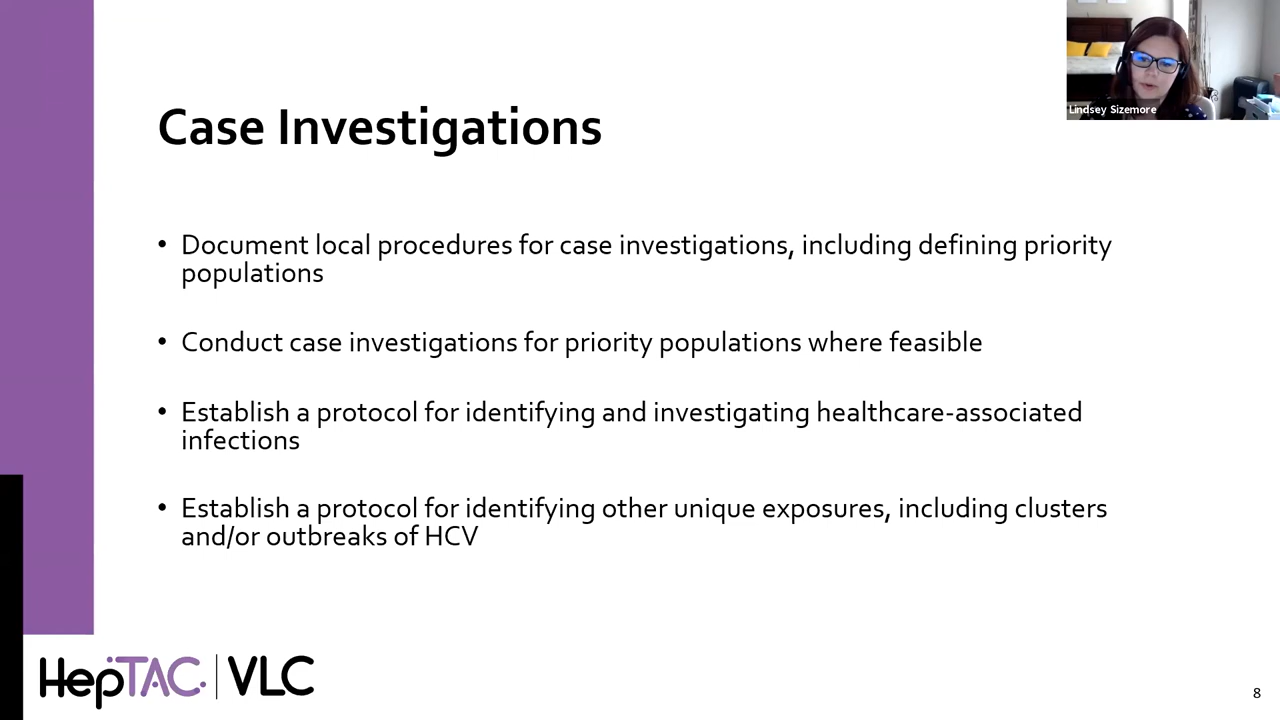 Lindsey Sizemore
Case Investigations
• Document local procedures for case investigations, including defining priority
populations
• Conduct case investigations for priority populations where feasible
• Establish a protocol for identifying and investigating healthcare-associated
infections
• Establish a protocol for identifying other unique exposures, including clusters
and/or outbreaks of HCV
HepTAC | VLC
8